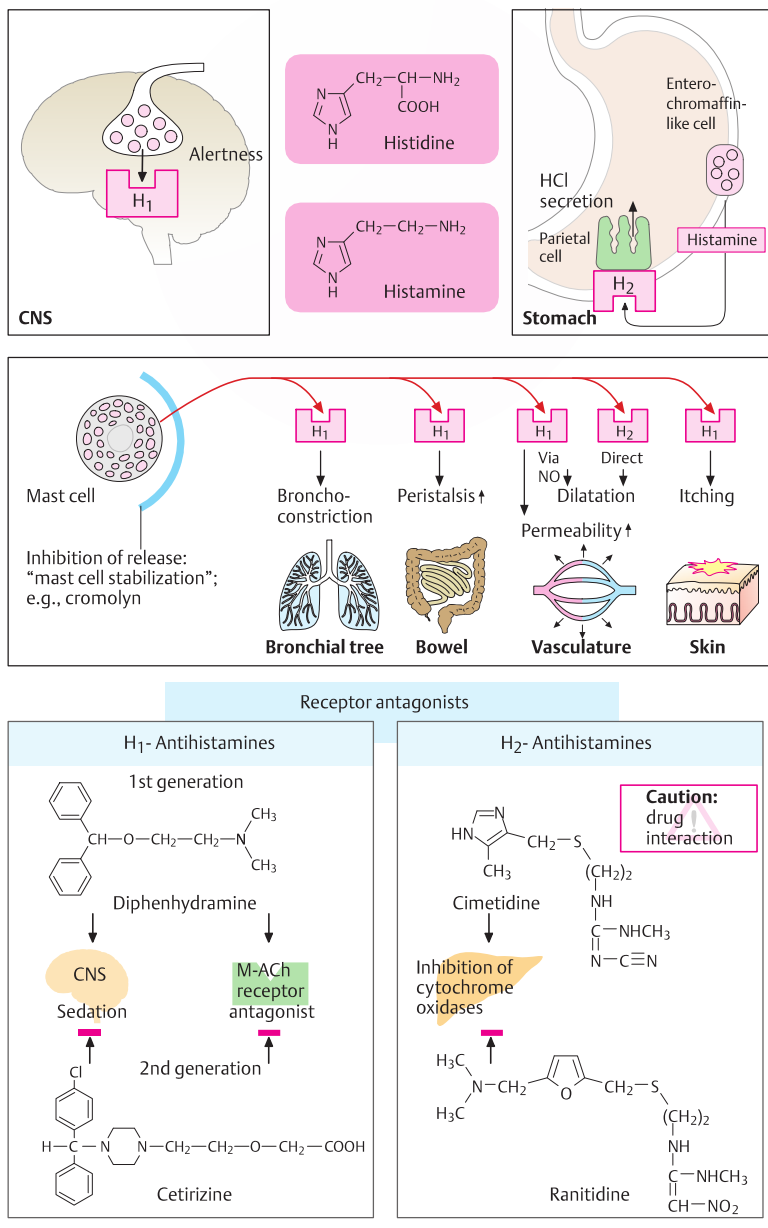 Alertness
H1
CNS
N
N
H
CH2–CH–NH2
COOH
Histidine
N
N
H
CH2–CH2–NH2
Histamine
Entero-
chromaffin-
like cell
HCl
secretion
Parietal
cell
Histamine
H2
Stomach
Mast cell
Inhibition of release:
“mast cell stabilization”;
e.g., cromolyn
H1
Broncho-
constriction
Bronchial tree
H1
Peristalsis
Bowel
H1
H2
Via
NO
Direct
Dilatation
Permeability
Vasculature
H1
Itching
Skin
Receptor antagonists
H1- Antihistamines
1st generation
CH–O–CH2–CH2–N
CH3
CH3
Diphenhydramine
CNS
Sedation
M-ACh
receptor
antagonist
2nd generation
Cl
H–C–N
N–CH2–CH2–O–CH2–COOH
Cetirizine
H2- Antihistamines
Caution:
drug
interaction
!
N
HN
CH3
CH2–S
(CH2)2
NH
C–NHCH3
N–C≡N
Cimetidine
Inhibition of
cytochrome
oxidases
H3C
N–CH2
H3C
O
CH2–S
(CH2)2
NH
C–NHCH3
CH–NO2
Ranitidine